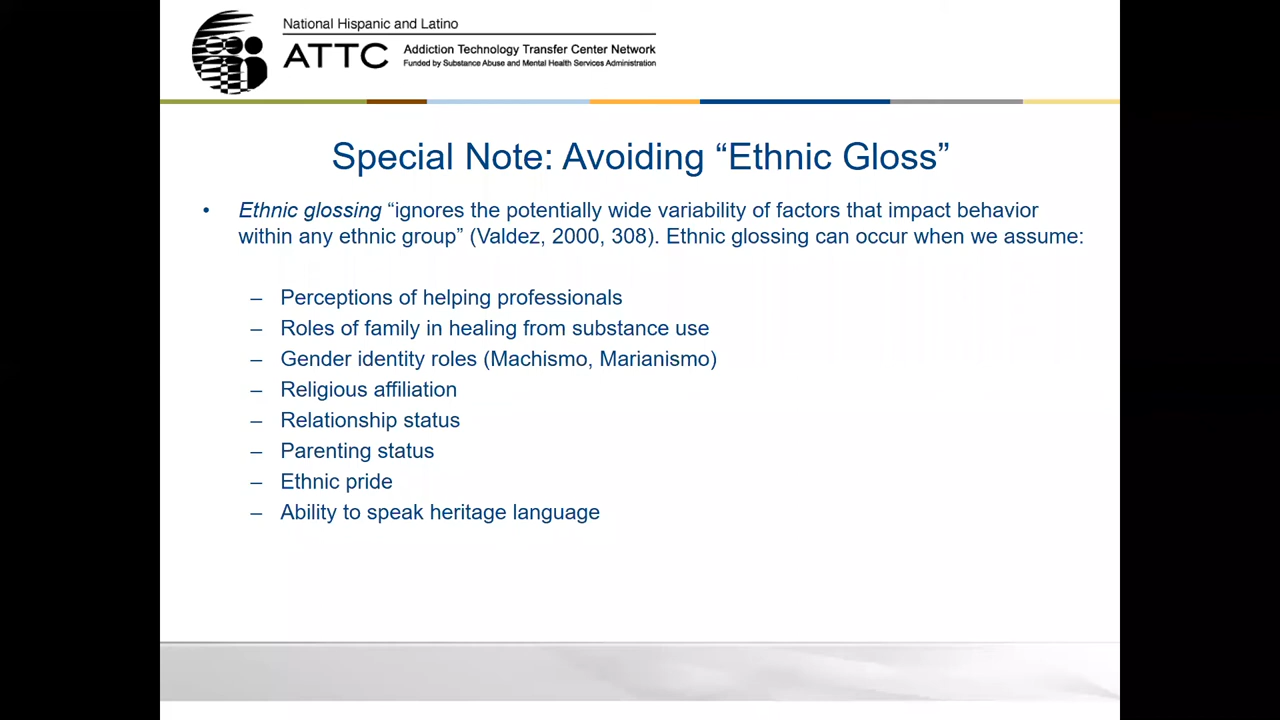 National Hispanic and Latino
ATTC
Addiction Technology Transfer Center Network
Funded by Substance Abuse and Mental Health Services Administration
Special Note: Avoiding “Ethnic Gloss”
• Ethnic glossing “ignores the potentially wide variability of factors that impact behavior
within any ethnic group” (Valdez, 2000, 308). Ethnic glossing can occur when we assume:
– Perceptions of helping professionals
– Roles of family in healing from substance use
– Gender identity roles (Machismo, Marianismo)
– Religious affiliation
– Relationship status
– Parenting status
– Ethnic pride
– Ability to speak heritage language